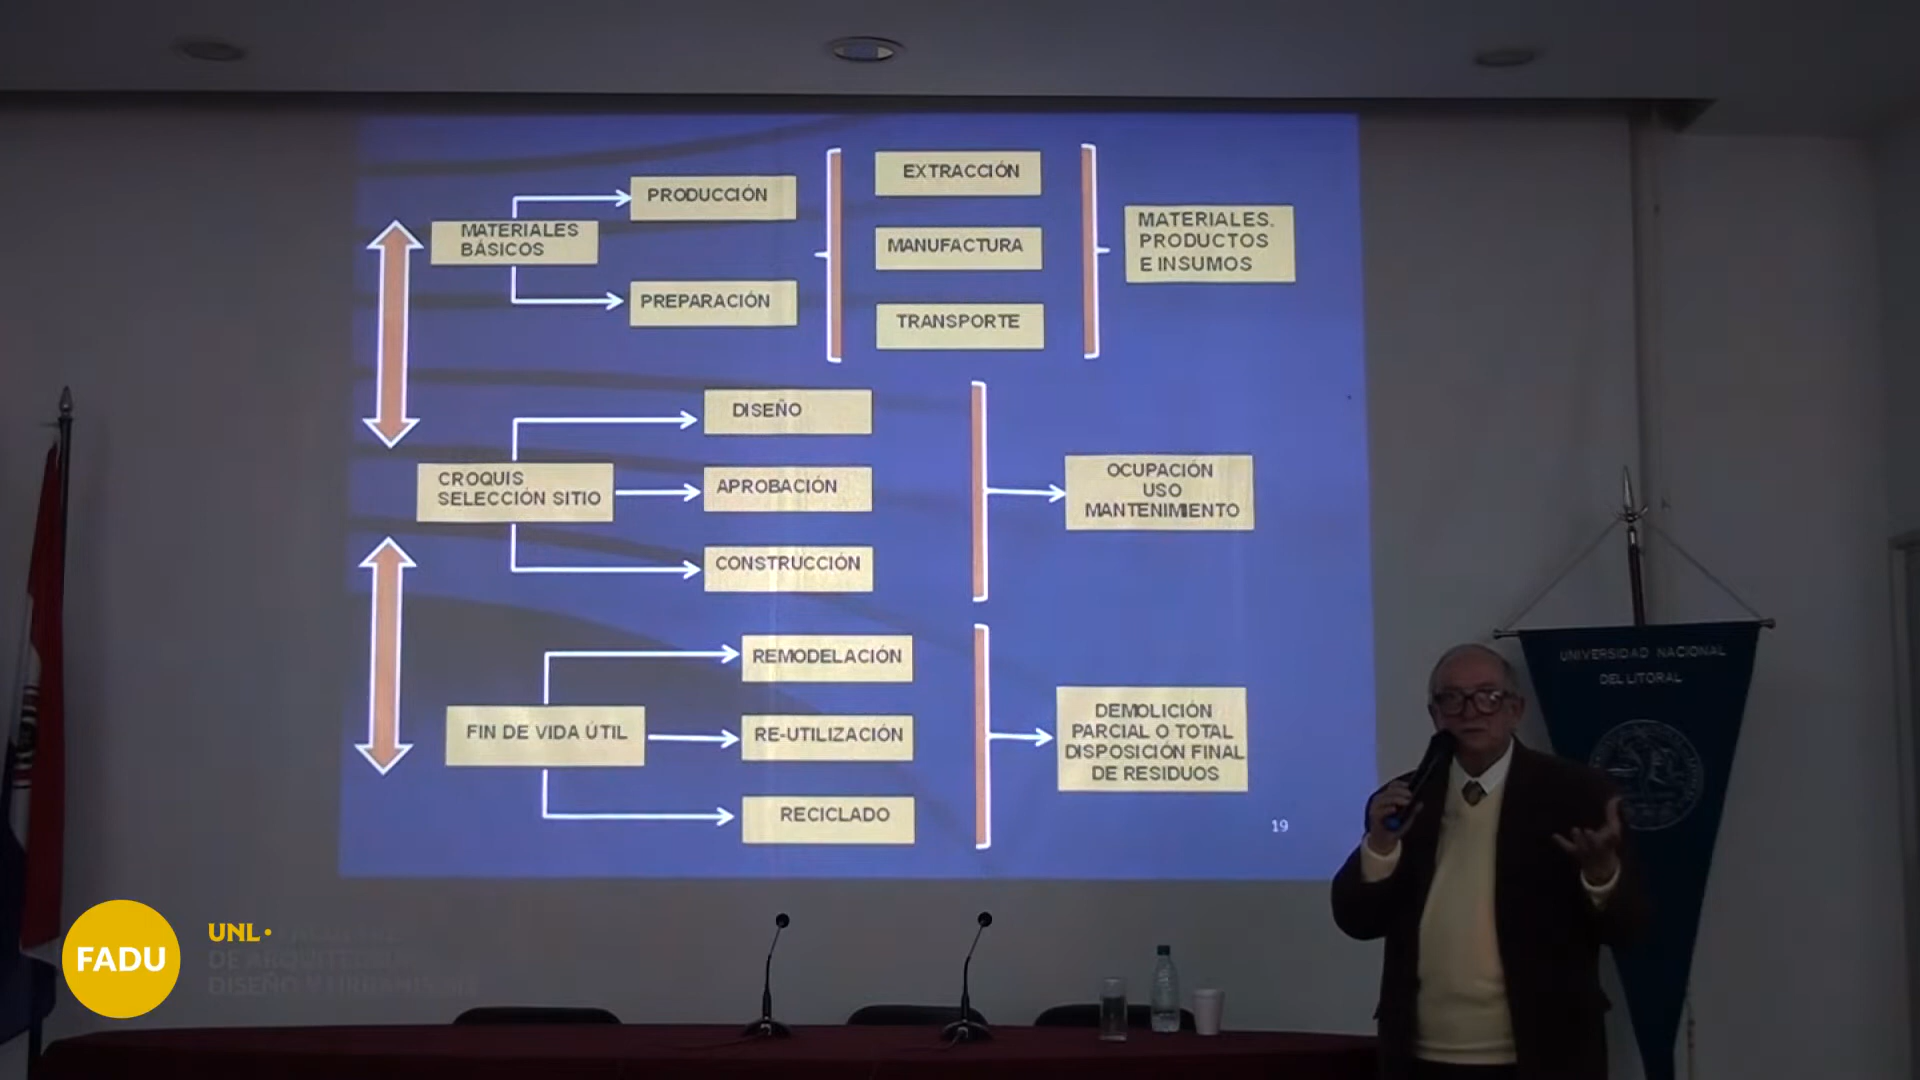 PRODUCCIÓN
MATERIALES
BÁSICOS
PREPARACIÓN
EXTRACCIÓN
MANUFACTURA
TRANSPORTE
MATERIALES.
PRODUCTOS
E INSUMOS
DISEÑO
CROQUIS
SELECCIÓN SITIO
APROBACIÓN
CONSTRUCCIÓN
OCUPACIÓN
USO
MANTENIMIENTO
REMODELACIÓN
FIN DE VIDA ÚTIL
RE-UTILIZACIÓN
RECICLADO
DEMOLICIÓN
PARCIAL O TOTAL
DISPOSICIÓN FINAL
DE RESIDUOS
19
UNIVERSIDAD NACIONAL
DEL LITORAL
FADU
UNL•